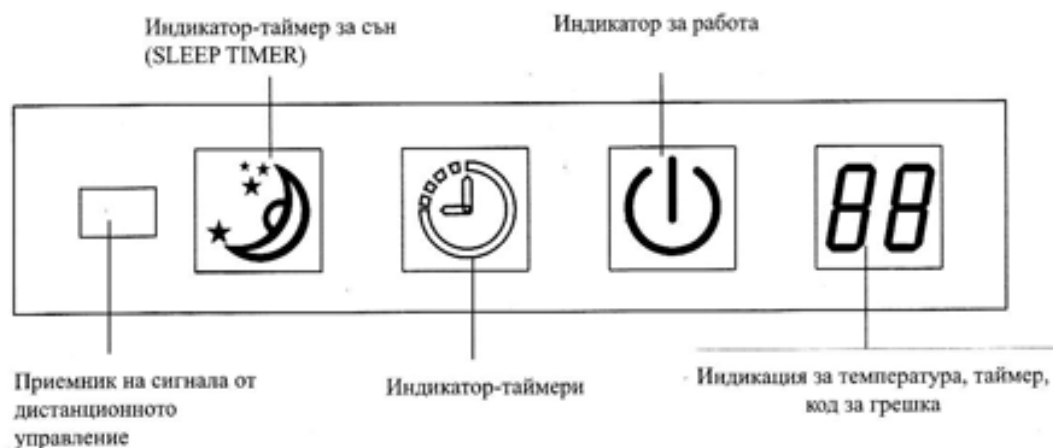 Индикатор-таймер за сън
(SLEEP TIMER)
Индикатор за работа
88
Приемник на сигнала от
дистанционното
управление
Индикатор-таймери
Индикация за температура, таймер,
код за грешка